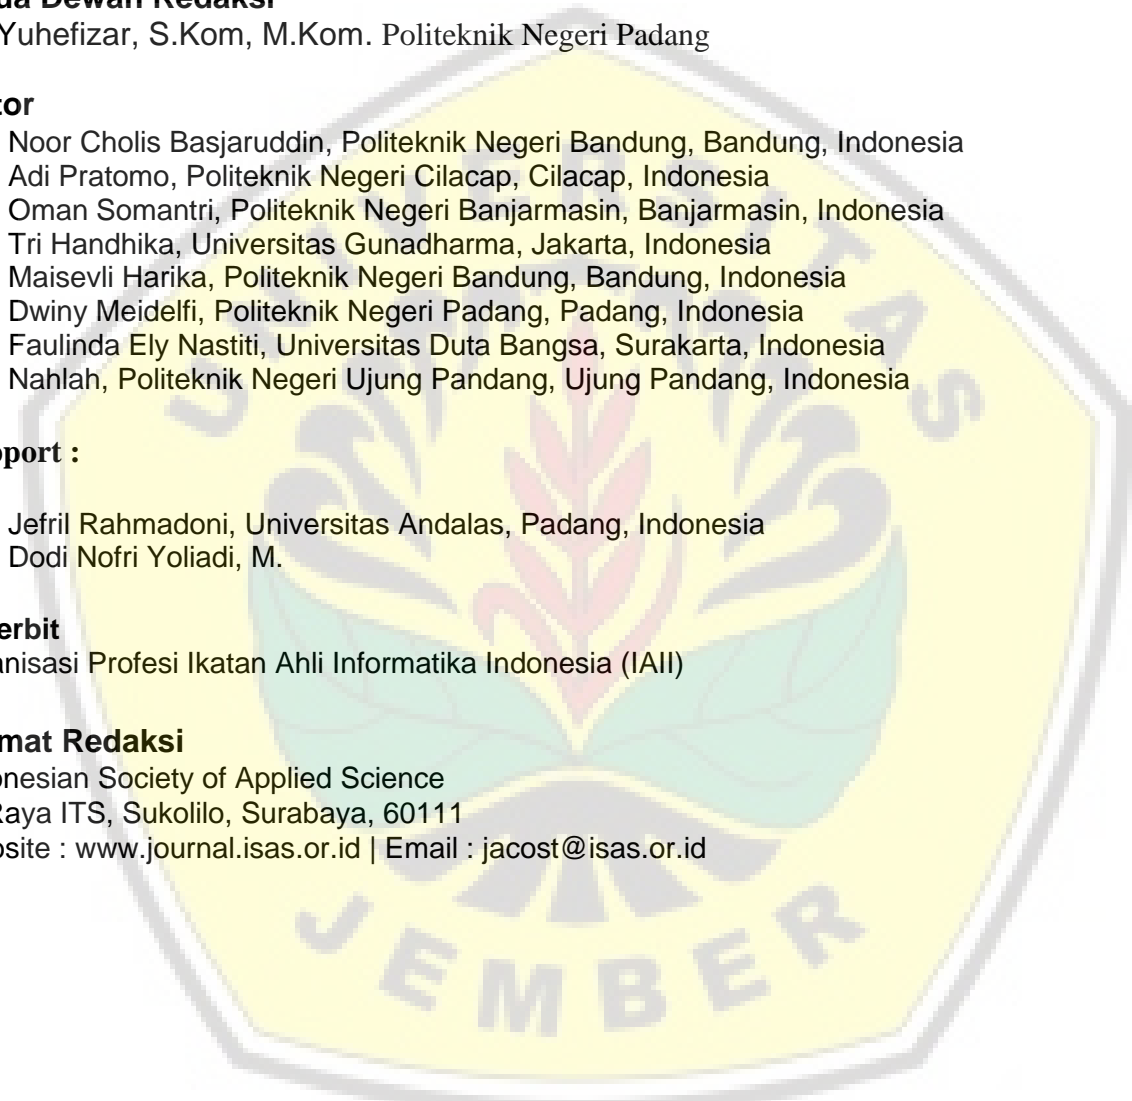 da Dewan Redaksi
Yuhefizar, S.Kom, M.Kom. Politeknik Negeri Padang
tor
Noor Cholis Basjaruddin, Politeknik Negeri Bandung, Bandung, Indonesia
Adi Pratomo, Politeknik Negeri Cilacap, Cilacap, Indonesia
Oman Somantri, Politeknik Negeri Banjarmasin, Banjarmasin, Indonesia
Tri Handhika, Universitas Gunadharma, Jakarta, Indonesia
Maisevli Harika, Politeknik Negeri Bandung, Bandung, Indonesia
Dwiny Meidelfi, Politeknik Negeri Padang, Padang, Indonesia
Faulinda Ely Nastiti, Universitas Duta Bangsa, Surakarta, Indonesia
Nahlah, Politeknik Negeri Ujung Pandang, Ujung Pandang, Indonesia
port :
Jefril Rahmadoni, Universitas Andalas, Padang, Indonesia
Dodi Nofri Yoliadi, M.
erbit
anisasi Profesi Ikatan Ahli Informatika Indonesia (IAII)
mat Redaksi
onesian Society of Applied Science
Raya ITS, Sukolilo, Surabaya, 60111
osite : www.journal.isas.or.id | Email : jacost@isas.or.id
UNIVERSITAS
JEMBER